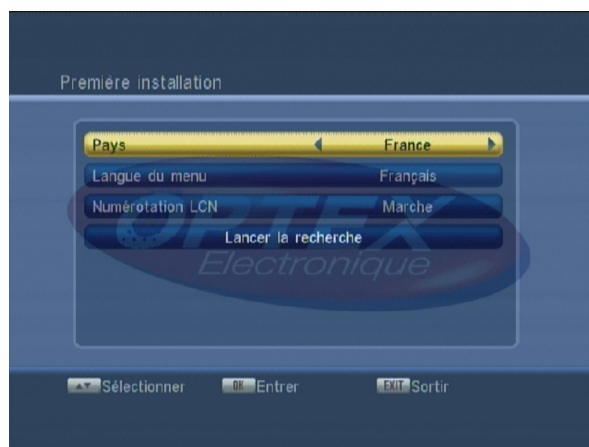 Première installation
Pays France
Langue du menu Français
Numérotation LCN Marche
Lancer la recherche
OPTEX
Electronique
Sélectionner OK Entrer EXIT Sortir